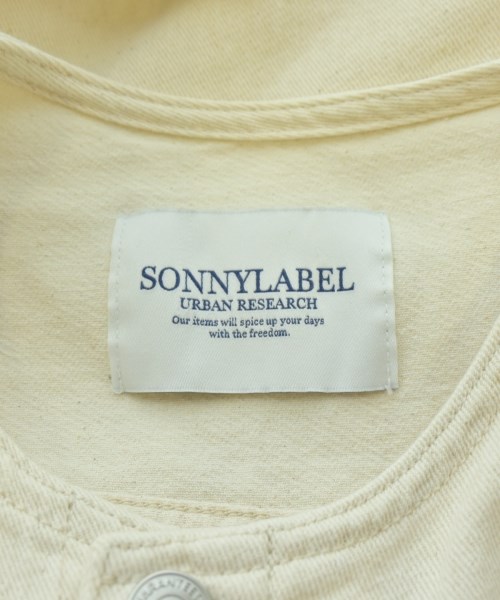 SONNYLABEL
URBAN RESEARCH
Our items will spice up your days
with the freedom.